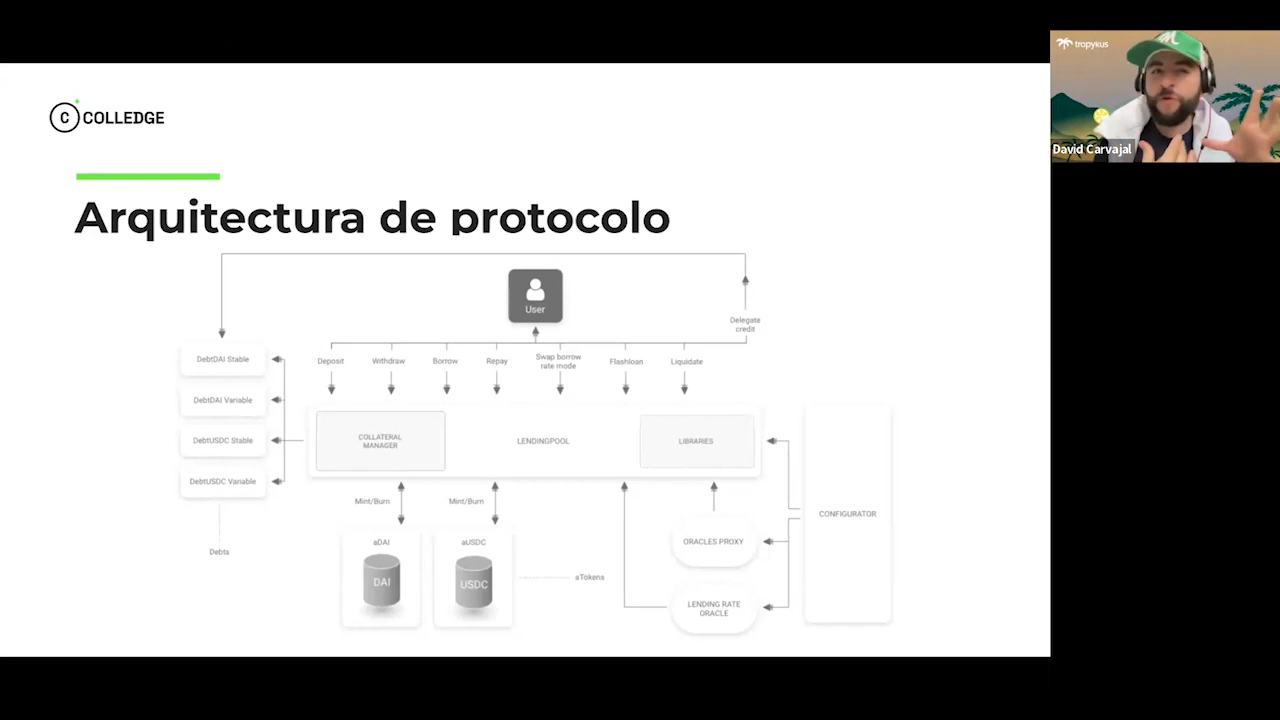 C COLLEDGE
tropykus
David Carvajal
Arquitectura de protocolo
User
Delegate
credit
Deposit
Withdraw
Borrow
Repay
Swap borrow
rate mode
Flashloan
Liquidate
DebtDAI Stable
DebtDAI Variable
DebtUSDC Stable
DebtUSDC Variable
Debts
COLLATERAL
MANAGER
LENDINGPOOL
LIBRARIES
Mint/Burn
Mint/Burn
aDAI
DAI
aUSDC
USDC
aTokens
ORACLES PROXY
LENDING RATE
ORACLE
CONFIGURATOR